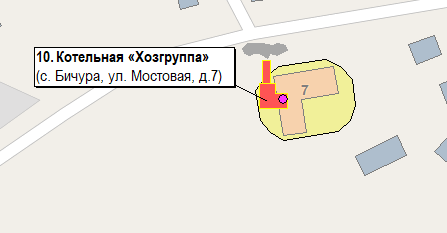 10. Котельная «Хозгруппа»
(с. Бичура, ул. Мостовая, д.7)
7